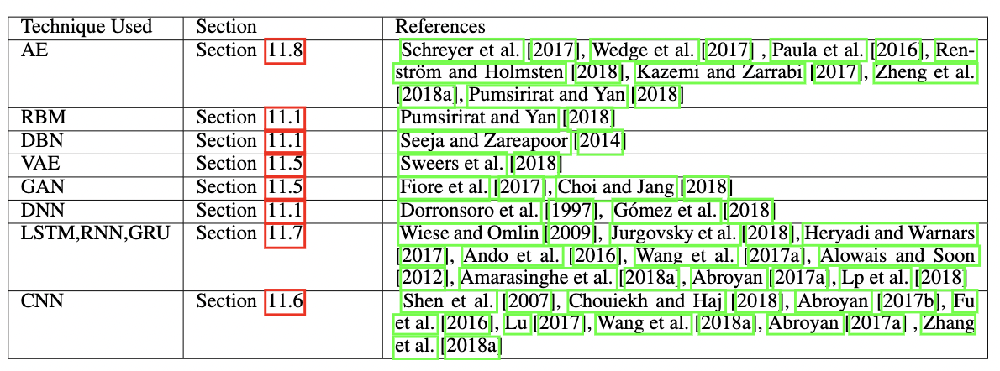 Technique Used Section References
AE Section 11.8 Schreyer et al. [2017], Wedge et al. [2017] , Paula et al. [2016], Ren-
ström and Holmsten [2018], Kazemi and Zarrabi [2017], Zheng et al.
[2018a], Pumsirirat and Yan [2018]
RBM Section 11.1 Pumsirirat and Yan [2018]
DBN Section 11.1 Seeja and Zareapoor [2014]
VAE Section 11.5 Sweers et al. [2018]
GAN Section 11.5 Fiore et al. [2017], Choi and Jang [2018]
DNN Section 11.1 Dorronsoro et al. [1997], Gómez et al. [2018]
LSTM,RNN,GRU Section 11.7 Wiese and Omlin [2009], Jurgovsky et al. [2018], Heryadi and Warnars
[2017], Ando et al. [2016], Wang et al. [2017a], Alowais and Soon
[2012], Amarasinghe et al. [2018a], Abroyan [2017a], Lp et al. [2018]
CNN Section 11.6 Shen et al. [2007], Chouiekh and Haj [2018], Abroyan [2017b], Fu
et al. [2016], Lu [2017], Wang et al. [2018a], Abroyan [2017a] , Zhang
et al. [2018a]